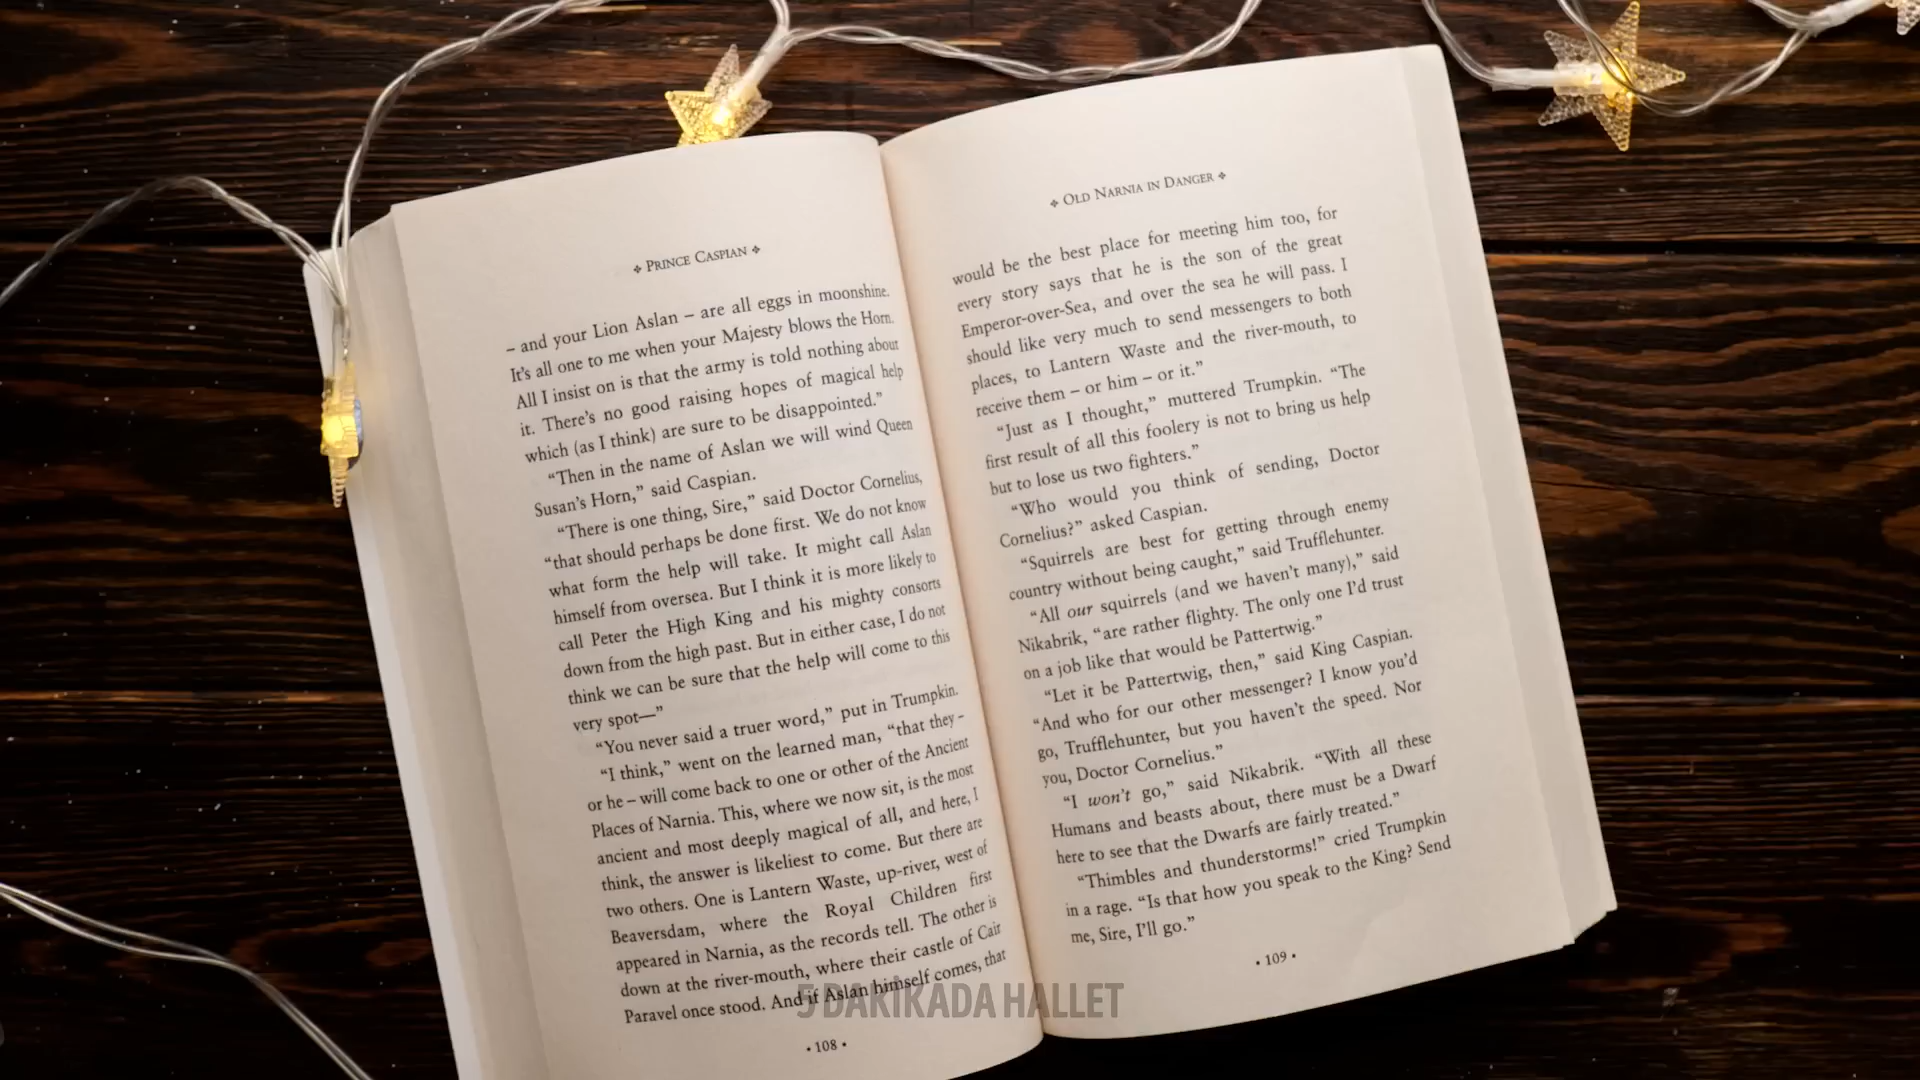 ❖ PRINCE CASPIAN ❖
– and your Lion Aslan – are all eggs in moonshine.
It’s all one to me when your Majesty blows the Horn.
All I insist on is that the army is told nothing about
it. There’s no good raising hopes of magical help
which (as I think) are sure to be disappointed.”
“Then in the name of Aslan we will wind Queen
Susan’s Horn,” said Caspian.
“There is one thing, Sire,” said Doctor Cornelius,
“that should perhaps be done first. We do not know
what form the help will take. It might call Aslan
himself from oversea. But I think it is more likely to
call Peter the High King and his mighty consorts
down from the high past. But in either case, I do not
think we can be sure that the help will come to this
very spot—”
“You never said a truer word,” put in Trumpkin.
“I think,” went on the learned man, “that they –
or he – will come back to one or other of the Ancient
Places of Narnia. This, where we now sit, is the most
ancient and most deeply magical of all, and here, I
think, the answer is likeliest to come. But there are
two others. One is Lantern Waste, up-river, west of
Beaversdam, where the Royal Children first
appeared in Narnia, as the records tell. The other is
down at the river-mouth, where their castle of Cair
Paravel once stood. And if Aslan himself comes, that
• 108 •
❖ OLD NARNIA IN DANGER ❖
would be the best place for meeting him too, for
every story says that he is the son of the great
Emperor-over-Sea, and over the sea he will pass. I
should like very much to send messengers to both
places, to Lantern Waste and the river-mouth, to
receive them – or him – or it.”
“Just as I thought,” muttered Trumpkin. “The
first result of all this foolery is not to bring us help
but to lose us two fighters.”
“Who would you think of sending, Doctor
Cornelius?” asked Caspian.
“Squirrels are best for getting through enemy
country without being caught,” said Trufflehunter.
“All our squirrels (and we haven’t many),” said
Nikabrik, “are rather flighty. The only one I’d trust
on a job like that would be Pattertwig.”
“Let it be Pattertwig, then,” said King Caspian.
“And who for our other messenger? I know you’d
go, Trufflehunter, but you haven’t the speed. Nor
you, Doctor Cornelius.”
“I won’t go,” said Nikabrik. “With all these
Humans and beasts about, there must be a Dwarf
here to see that the Dwarfs are fairly treated.”
“Thimbles and thunderstorms!” cried Trumpkin
in a rage. “Is that how you speak to the King? Send
me, Sire, I’ll go.”
• 109 •
5 DAKİKADA HALLET